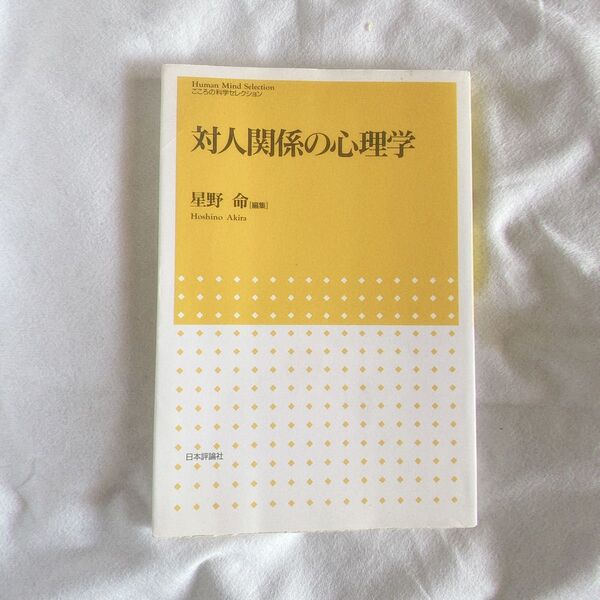 Human Mind Selection
こころの科学セレクション
対人関係の心理学
星野 命[編集]
Hoshino Akira
日本評論社